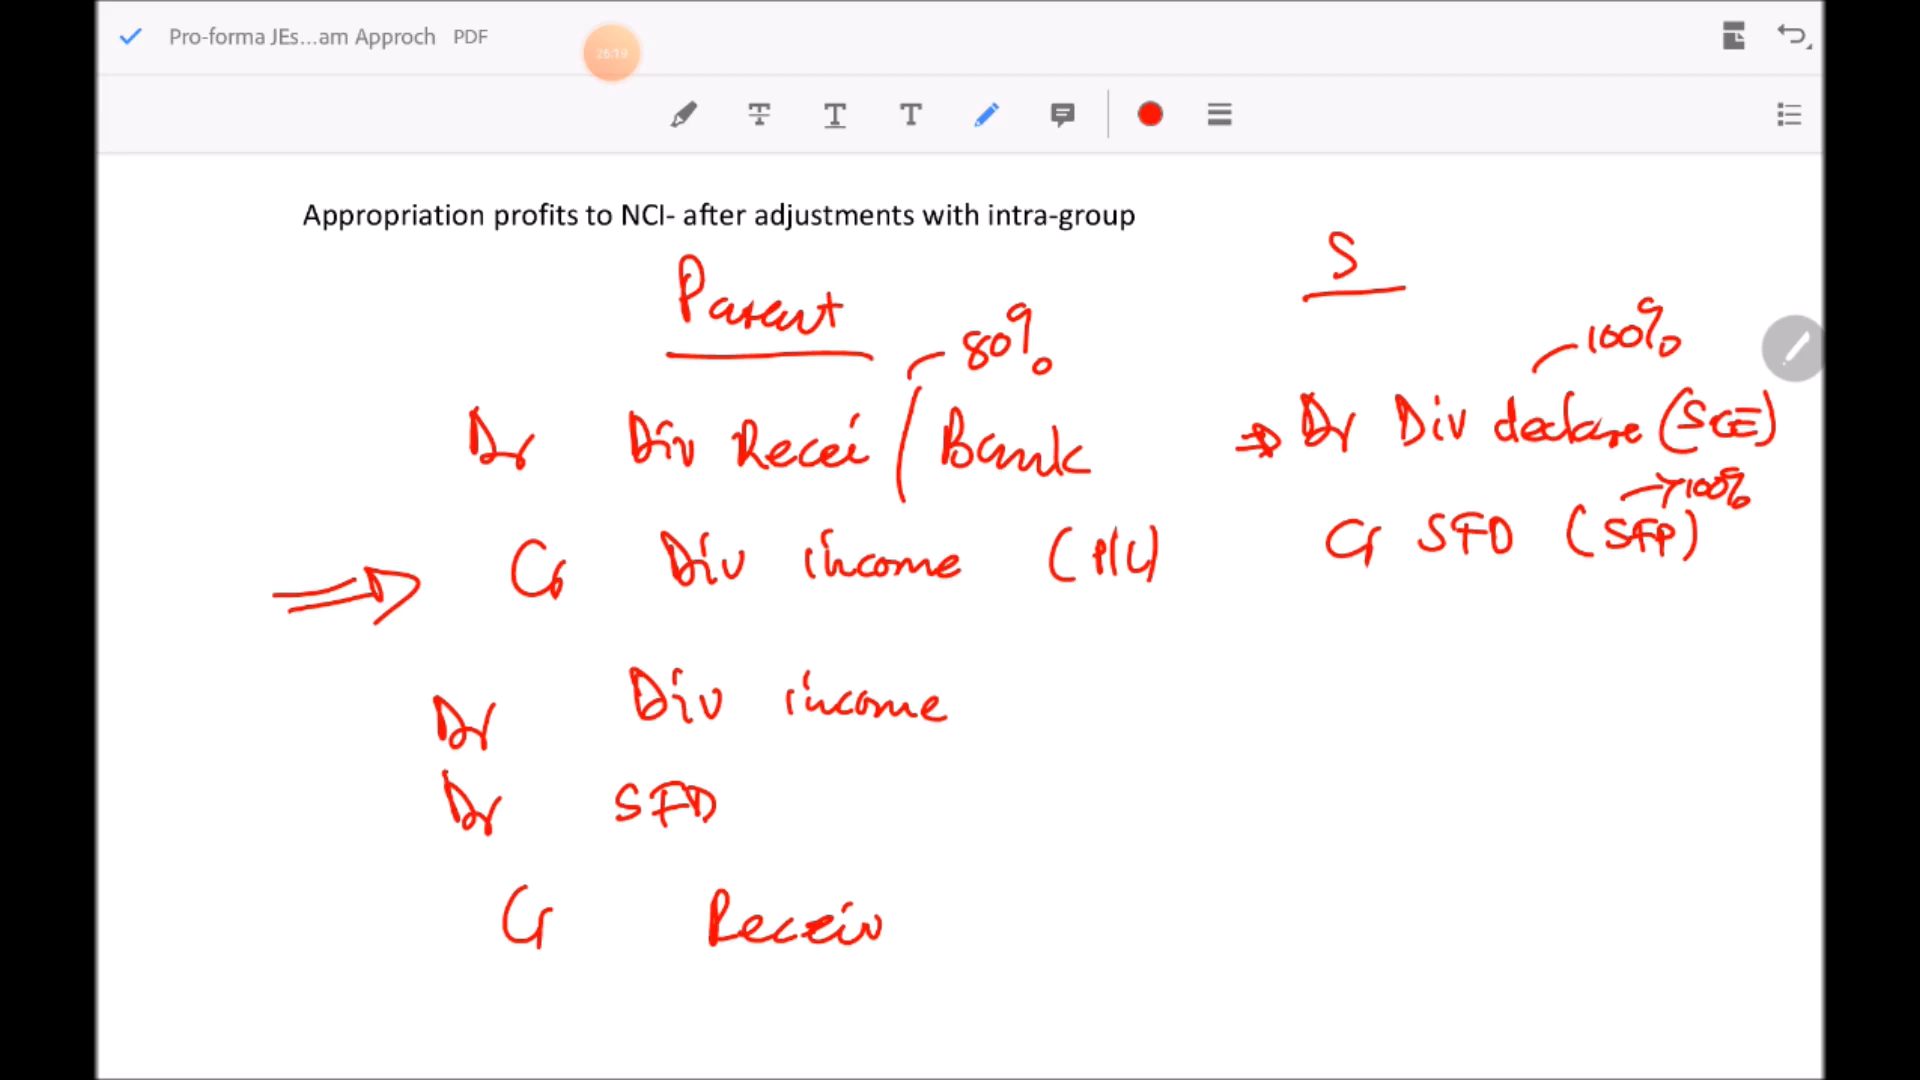 Pro-forma JEs...am Approch PDF
26:19
Appropriation profits to NCI- after adjustments with intra-group
Parent
80%
Dr Div Recei / Bank
Cr Div income (P/L)
Dr Div income
Dr SFD
Cr Receiv
S
100%
Dr Div declare (SCE)
100%
Cr SFD (SFP)